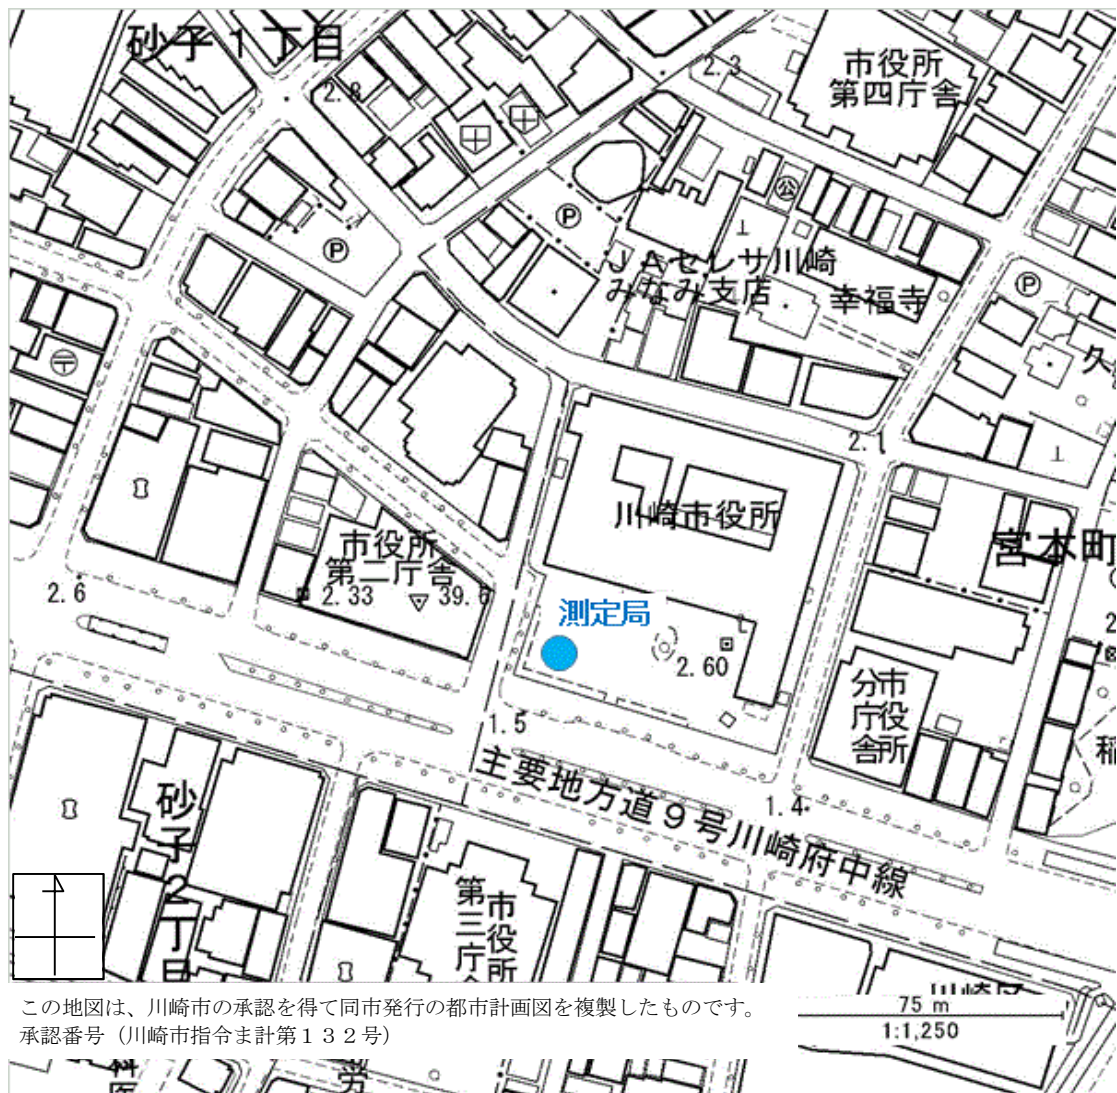 砂子１丁目
2.8
2.3
市役所
第四庁舎
公
P
P
P
ＪＡセレサ川崎
みなみ支店
幸福寺
久
2.1
川崎市役所
宮本町
市役所
第二庁舎
2.33
39.6
2.6
測定局
2.60
1.5
市役所
分庁舎
稲
主要地方道９号川崎府中線
1.4
砂子２丁目
市役所
第三庁舎
この地図は、川崎市の承認を得て同市発行の都市計画図を複製したものです。
承認番号（川崎市指令ま計第１３２号）
75 m
1:1,250
労